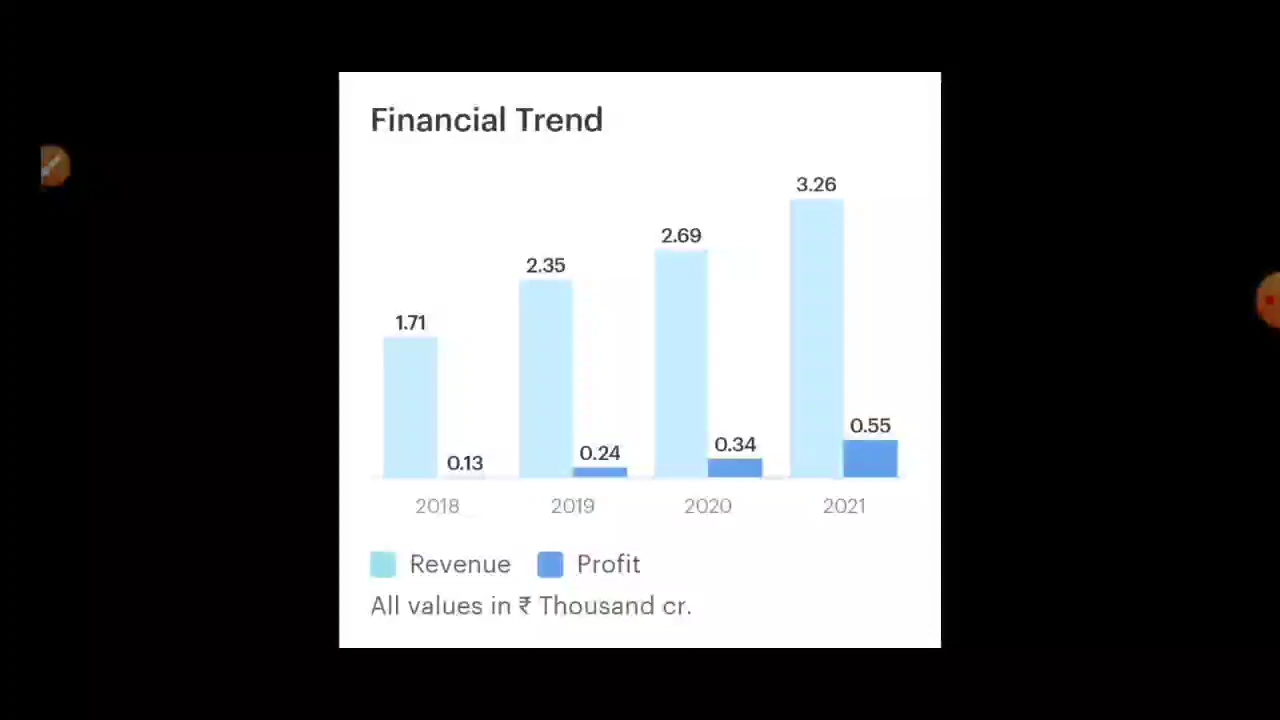 Financial Trend
3.26
2.69
2.35
1.71
0.55
0.34
0.24
0.13
2018 2019 2020 2021
Revenue Profit
All values in ₹ Thousand cr.